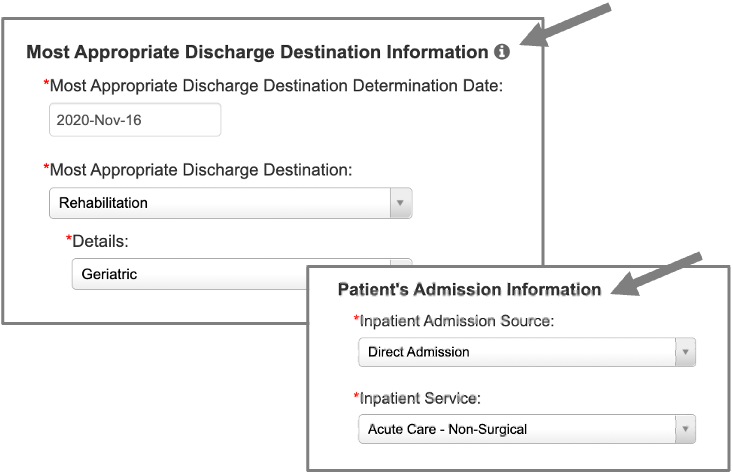 Most Appropriate Discharge Destination Information
*Most Appropriate Discharge Destination Determination Date:
2020-Nov-16
*Most Appropriate Discharge Destination:
Rehabilitation
*Details:
Geriatric
Patient's Admission Information
*Inpatient Admission Source:
Direct Admission
*Inpatient Service:
Acute Care - Non-Surgical